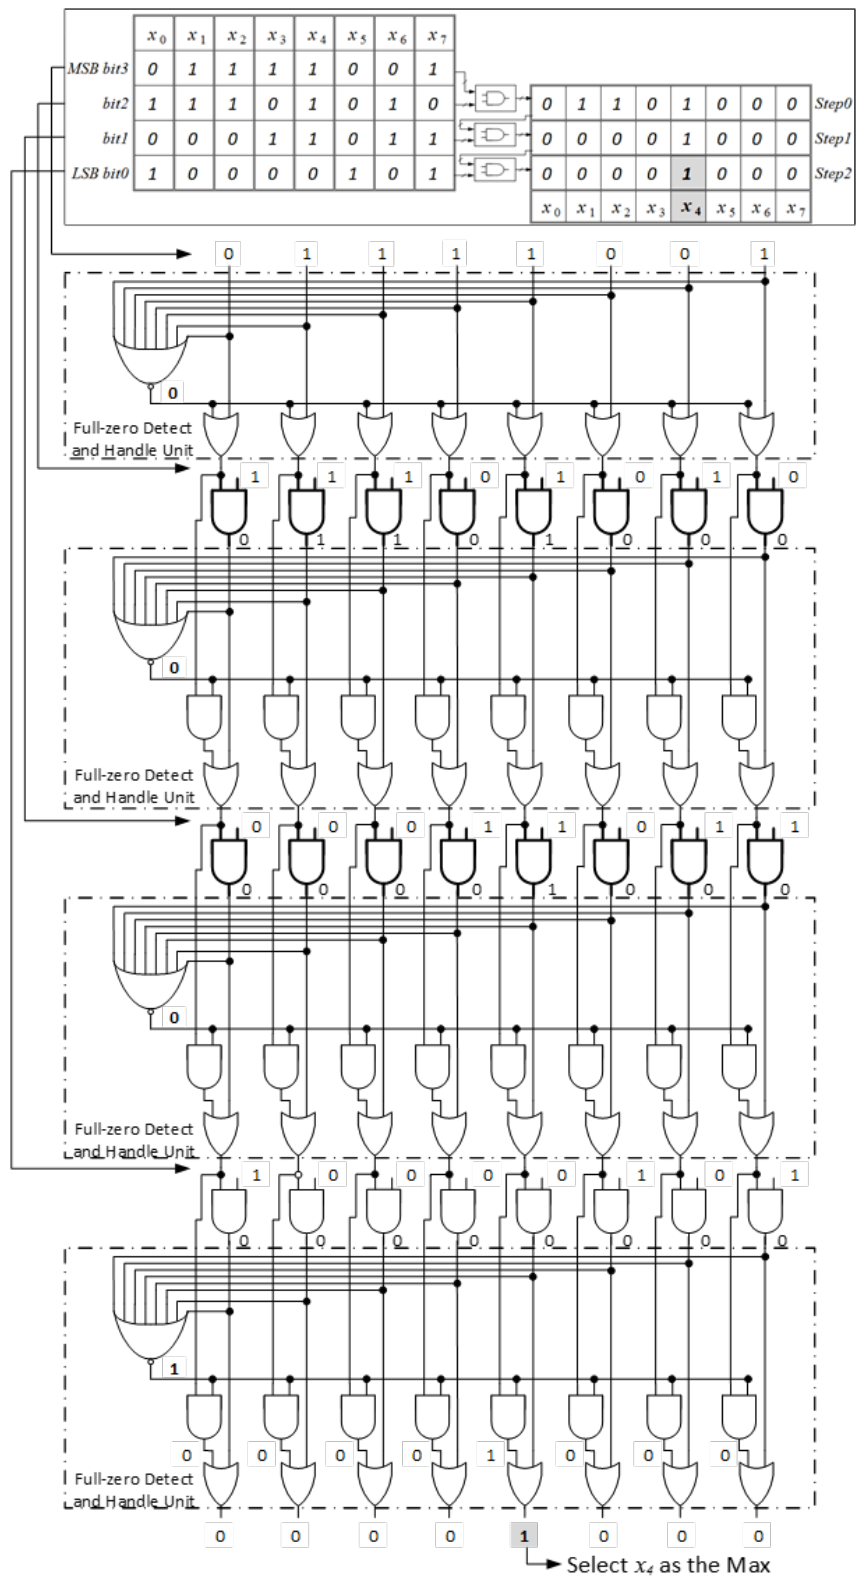 x0 x1 x2 x3 x4 x5 x6 x7
MSB bit3 0 1 1 1 1 0 0 1
bit2 1 1 1 0 1 0 1 0
0 1 1 0 1 0 0 0 Step0
bit1 0 0 0 1 1 0 1 1
0 0 0 0 1 0 0 0 Step1
LSB bit0 1 0 0 0 0 1 0 1
0 0 0 0 1 0 0 0 Step2
x0 x1 x2 x3 x4 x5 x6 x7
0 1 1 1 1 0 0 1
0
Full-zero Detect
and Handle Unit
1 1 1 0 1 0 1 0
0 1 1 0 1 0 0 0
0
Full-zero Detect
and Handle Unit
0 0 0 1 1 0 1 1
0 0 0 0 1 0 0 0
0
Full-zero Detect
and Handle Unit
1 0 0 0 0 1 0 1
0 0 0 0 0 0 0 0
1
0 0 0 0 1 0 0 0
Full-zero Detect
and Handle Unit
0 0 0 0 1 0 0 0
Select x4 as the Max